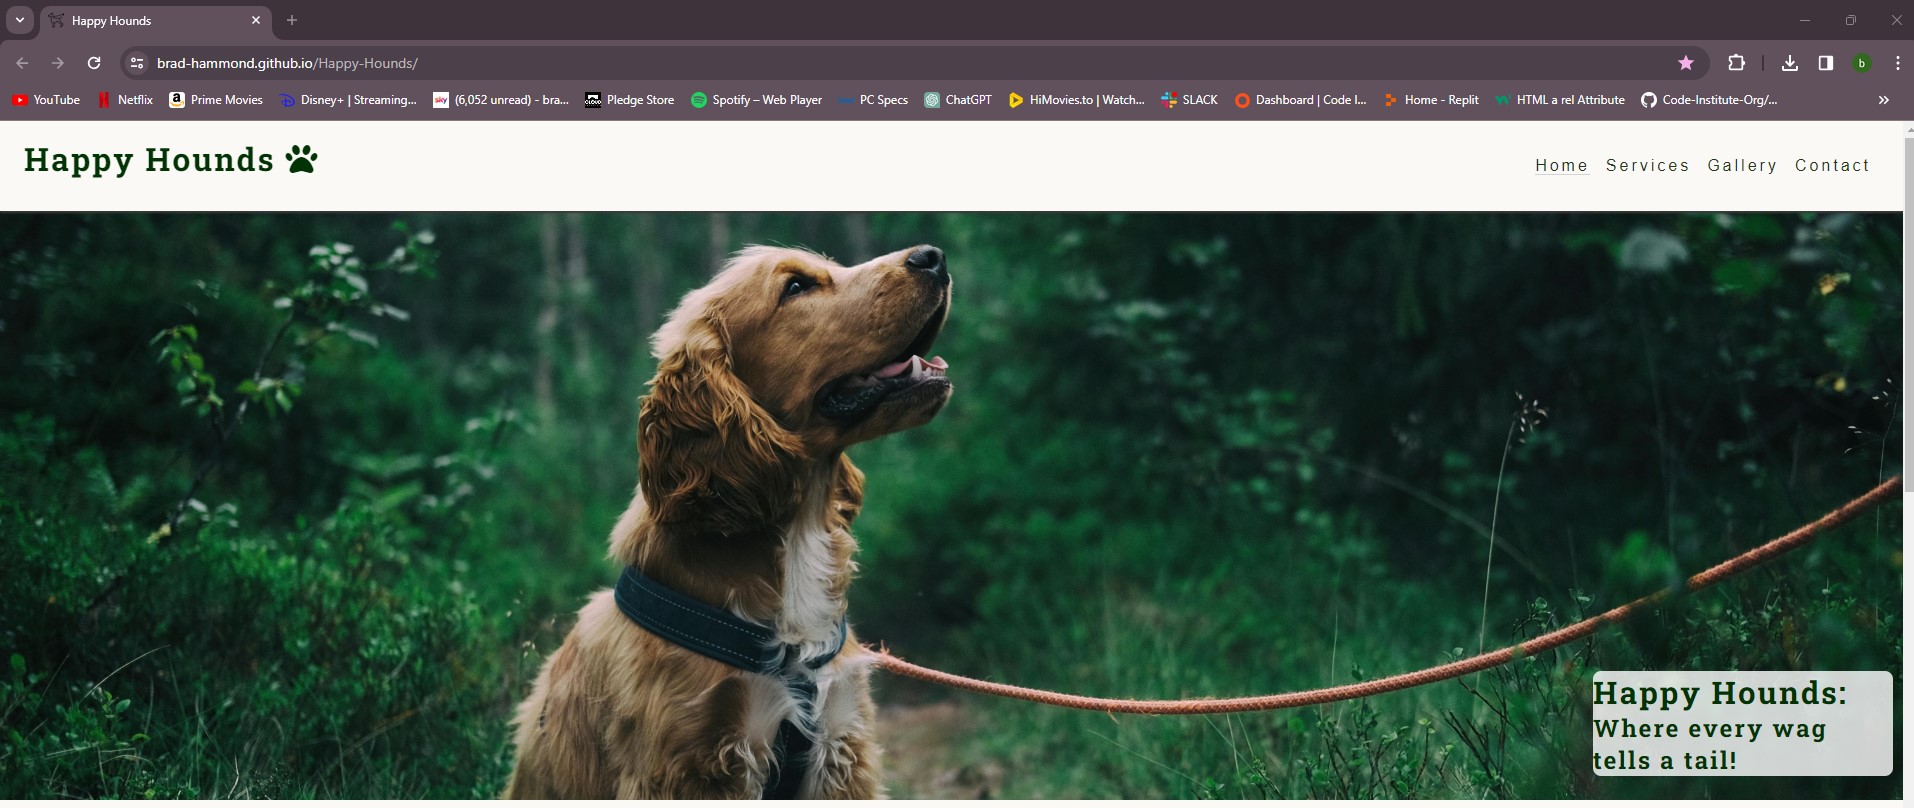 Happy Hounds
brad-hammond.github.io/Happy-Hounds/
b
YouTube
Netflix
Prime Movies
Disney+ | Streaming...
sky
(6,052 unread) - bra...
CLOUD
Pledge Store
Spotify – Web Player
PC Specs
ChatGPT
HiMovies.to | Watch...
SLACK
Dashboard | Code I...
Home - Replit
HTML a rel Attribute
Code-Institute-Org/...
Happy Hounds
Home Services Gallery Contact
Happy Hounds:
Where every wag
tells a tail!